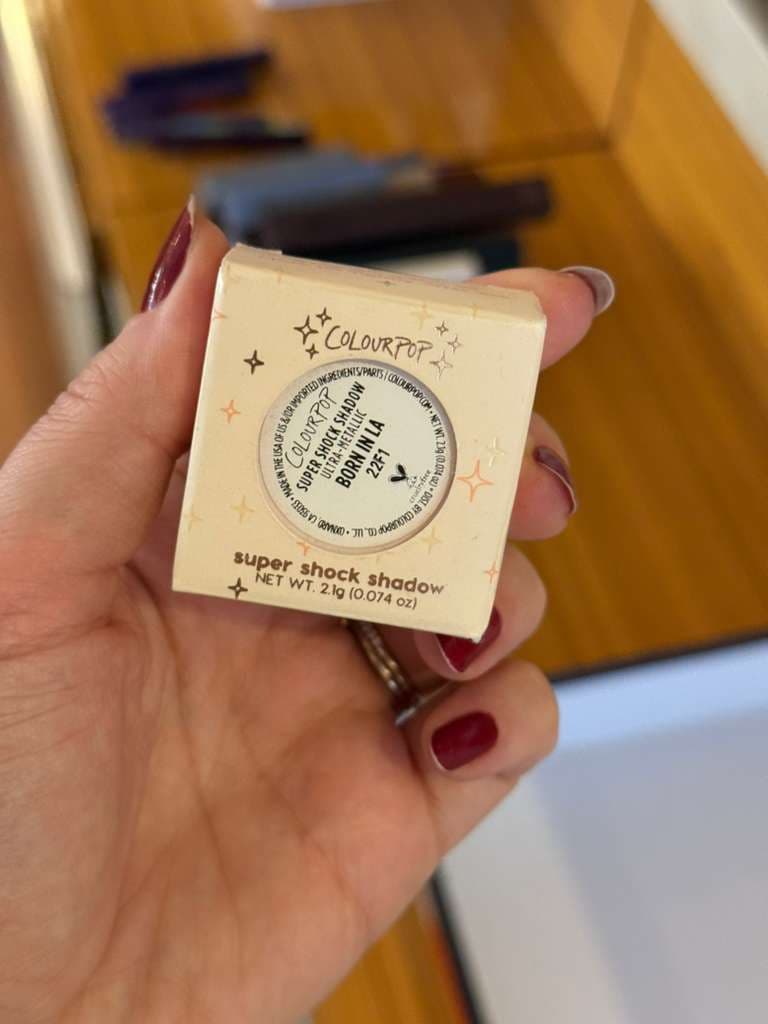 COLOURPOP
• MADE IN THE USA OF US &/OR IMPORTED INGREDIENTS/PARTS | COLOURPOP.COM • NET WT. 2.1g (0.074 OZ) • DIST. BY COLOURPOP CO., LLC. • OXNARD, CA 93033
COLOURPOP
SUPER SHOCK SHADOW
ULTRA-METALLIC
BORN IN LA
22F1
crueltyfree
super shock shadow
NET WT. 2.1g (0.074 oz)